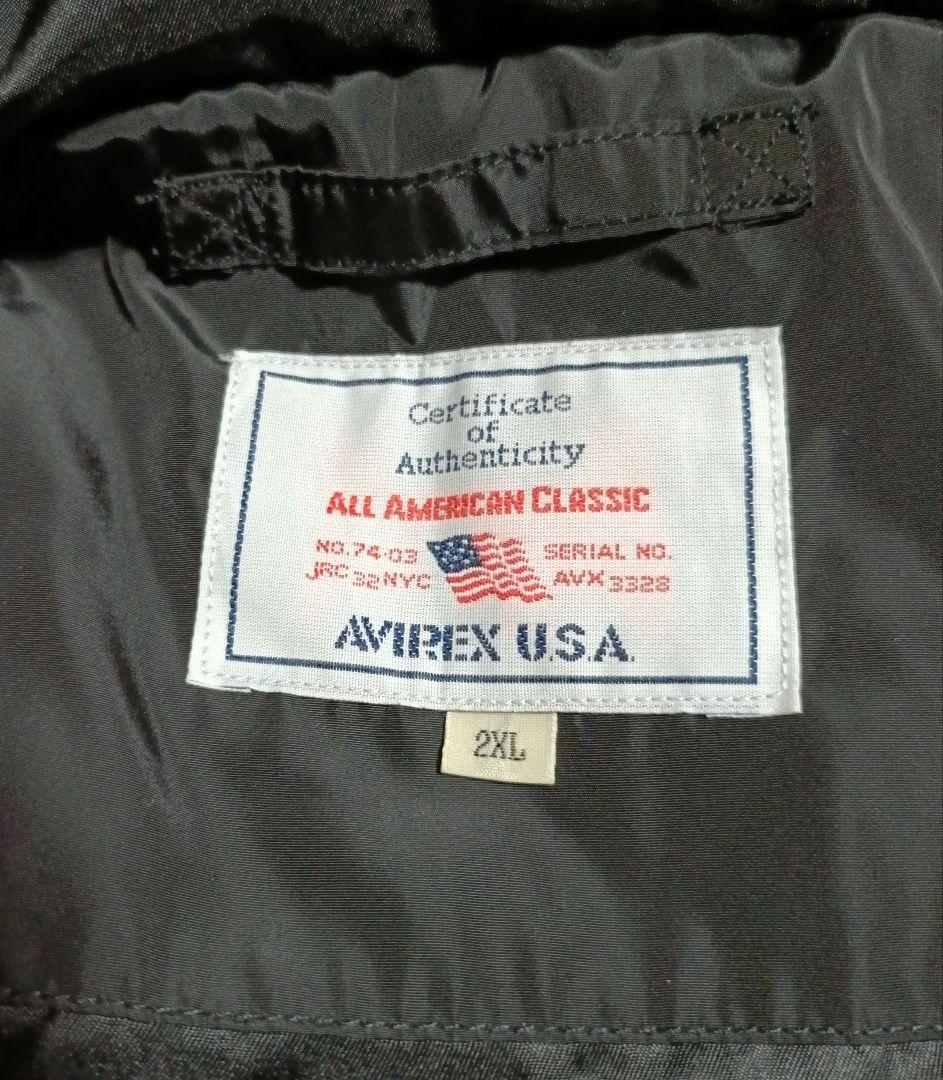 Certificate
of
Authenticity
ALL AMERICAN CLASSIC
NO.74-03 SERIAL NO.
JRC 32 NYC AVX 3328
AVIREX U.S.A.
2XL